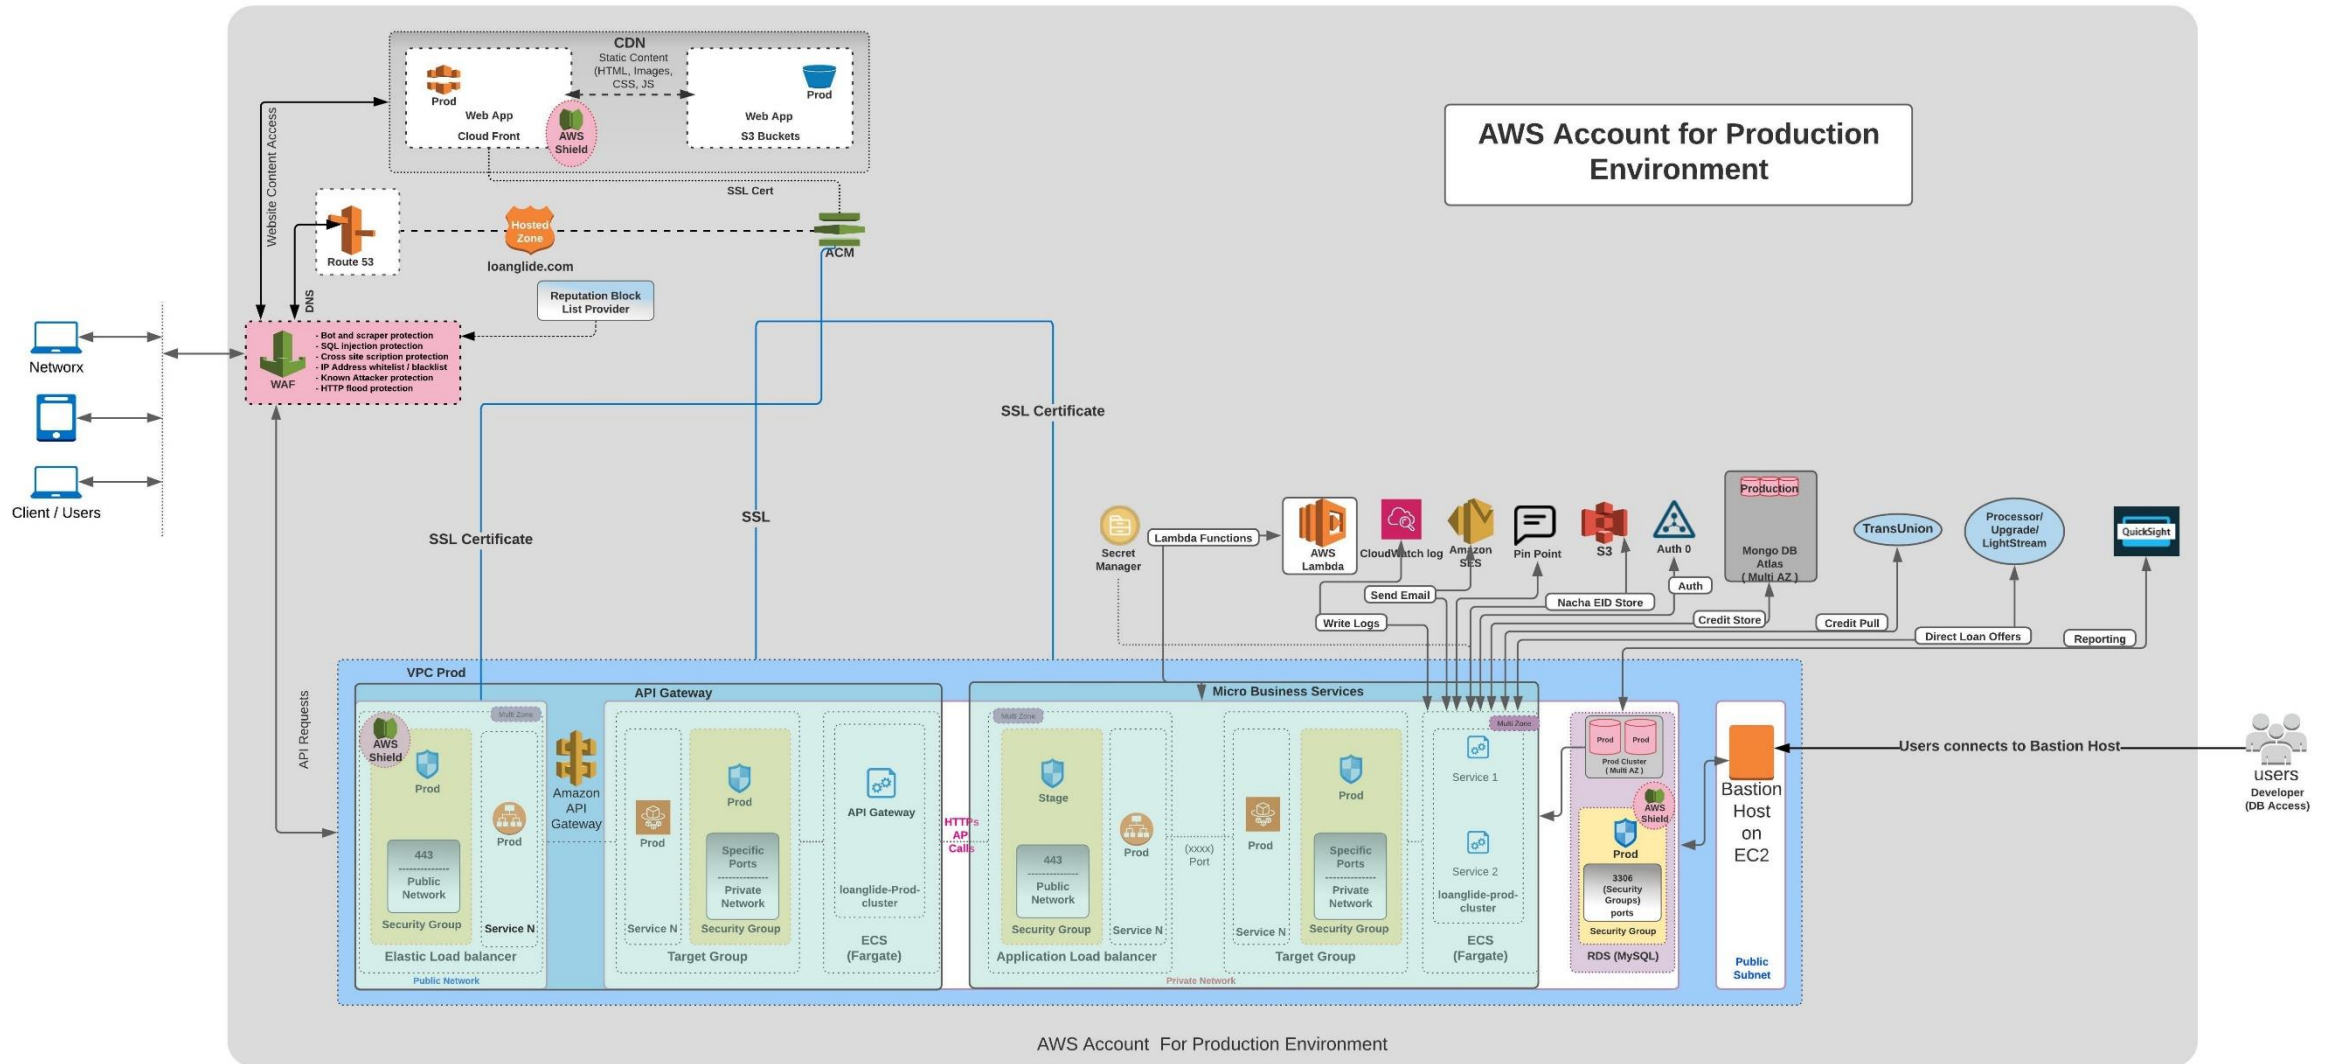 CDN
Static Content
(HTML, Images,
CSS, JS
Prod
Web App
Cloud Front
AWS
Shield
Prod
Web App
S3 Buckets
AWS Account for Production
Environment
Website Content Access
SSL Cert
Route 53
Hosted
Zone
loanglide.com
ACM
DNS
Reputation Block
List Provider
WAF
- Bot and scraper protection
- SQL injection protection
- Cross site scription protection
- IP Address whitelist / blacklist
- Known Attacker protection
- HTTP flood protection
Networx
Client / Users
SSL Certificate
SSL
SSL Certificate
API Requests
Secret
Manager
Lambda Functions
AWS
Lambda
CloudWatch log
Amazon
SES
Pin Point
S3
Auth 0
Production
Mongo DB
Atlas
( Multi AZ )
TransUnion
Processor/
Upgrade/
LightStream
QuickSight
Write Logs
Send Email
Nacha EID Store
Auth
Credit Store
Credit Pull
Direct Loan Offers
Reporting
VPC Prod
API Gateway
Multi Zone
AWS
Shield
Prod
443
--------------
Public
Network
Security Group
Prod
Service N
Elastic Load balancer
Public Network
Amazon
API
Gateway
Prod
Service N
Prod
Specific
Ports
--------------
Private
Network
Security Group
Target Group
API Gateway
loanglide-Prod-
cluster
ECS
(Fargate)
HTTPs
API
Calls
Micro Business Services
Multi Zone
Stage
443
--------------
Public
Network
Security Group
Prod
Service N
Application Load balancer
(xxxx)
Port
Prod
Service N
Prod
Specific
Ports
--------------
Private
Network
Security Group
Target Group
Private Network
Multi Zone
Service 1
Service 2
loanglide-prod-
cluster
ECS
(Fargate)
Prod
Prod
Prod Cluster
( Multi AZ )
AWS
Shield
Prod
3306
(Security
Groups)
ports
Security Group
RDS (MySQL)
Bastion
Host
on
EC2
Public
Subnet
Users connects to Bastion Host
users
Developer
(DB Access)
AWS Account For Production Environment